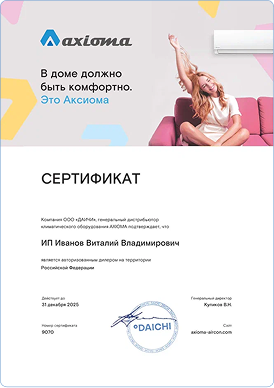 axioma
В доме должно
быть комфортно.
Это Аксиома
СЕРТИФИКАТ
Компания ООО «ДАИЧИ», генеральный дистрибьютор
климатического оборудования AXIOMA подтверждает, что
ИП Иванов Виталий Владимирович
является авторизованным дилером на территории
Российской Федерации
Действует до
31 декабря 2025
Генеральный директор
Куликов В.Н.
DAICHI
Номер сертификата
9070
Сайт
axioma-aircon.com